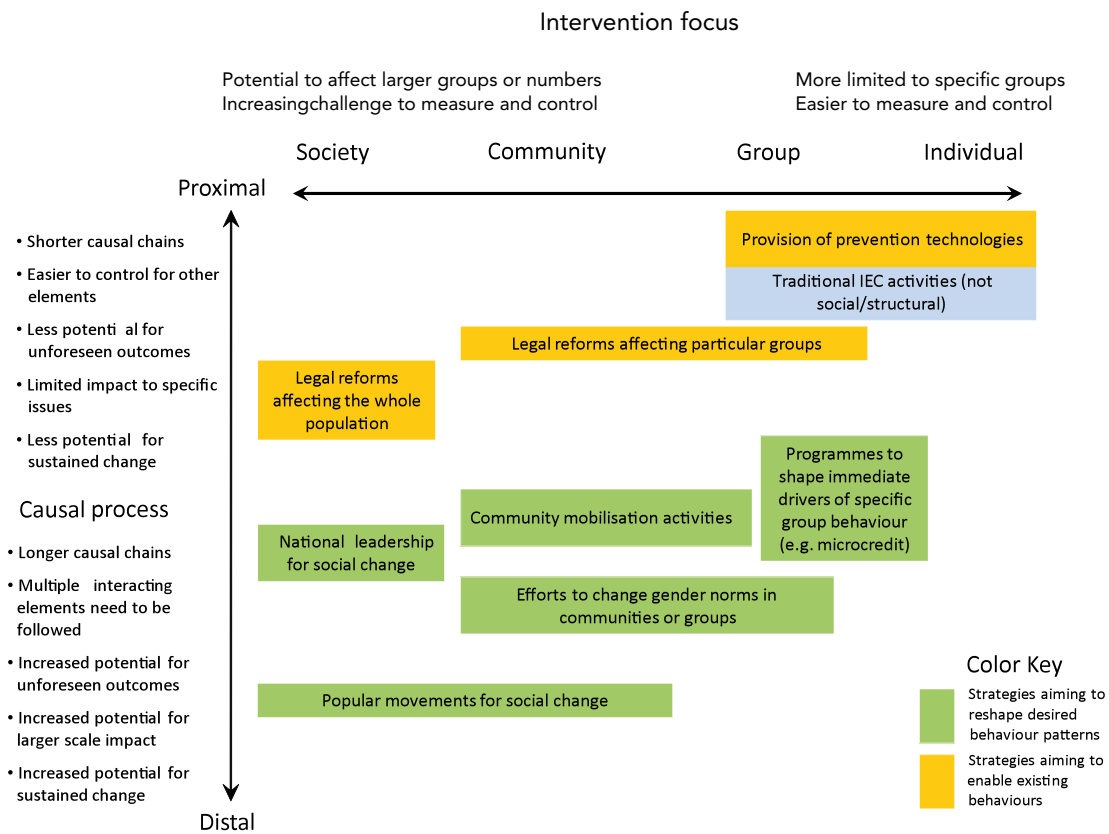 Intervention focus
Potential to affect larger groups or numbers
Increasingchallenge to measure and control
More limited to specific groups
Easier to measure and control
Society
Community
Group
Individual
Proximal
• Shorter causal chains
• Easier to control for other
elements
• Less potenti al for
unforeseen outcomes
• Limited impact to specific
issues
• Less potential for
sustained change
Causal process
• Longer causal chains
• Multiple interacting
elements need to be
followed
• Increased potential for
unforeseen outcomes
• Increased potential for
larger scale impact
• Increased potential for
sustained change
Distal
Provision of prevention technologies
Traditional IEC activities (not
social/structural)
Legal reforms affecting particular groups
Legal reforms
affecting the whole
population
Programmes to
shape immediate
drivers of specific
group behaviour
(e.g. microcredit)
Community mobilisation activities
National leadership
for social change
Efforts to change gender norms in
communities or groups
Popular movements for social change
Color Key
Strategies aiming to
reshape desired
behaviour patterns
Strategies aiming to
enable existing
behaviours